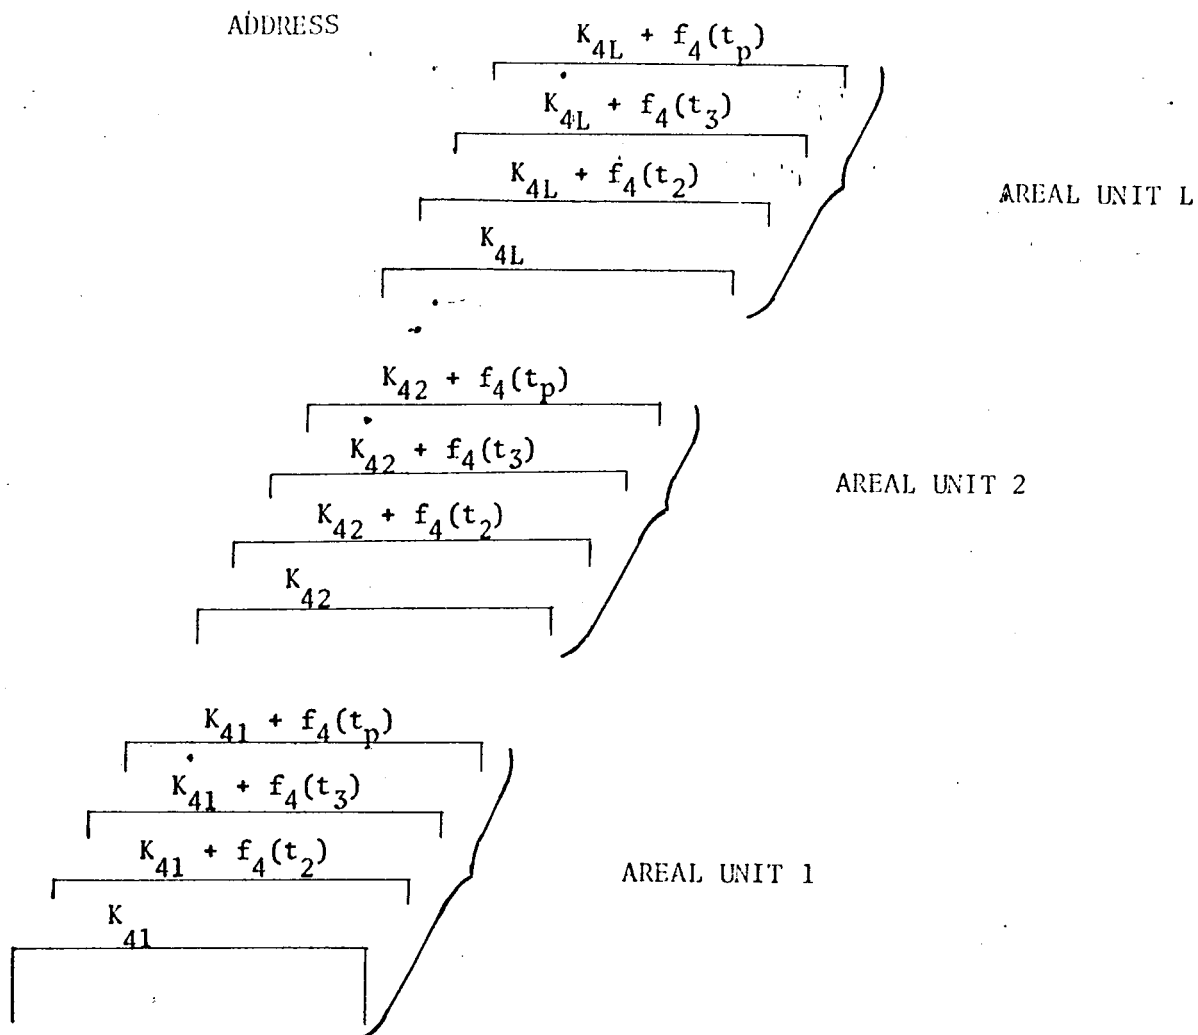 ADDRESS
K4L + f4(tp)
K4L + f4(t3)
K4L + f4(t2)
AREAL UNIT L
K4L
K42 + f4(tp)
K42 + f4(t3)
AREAL UNIT 2
K42 + f4(t2)
K42
K41 + f4(tp)
K41 + f4(t3)
K41 + f4(t2)
AREAL UNIT 1
K41